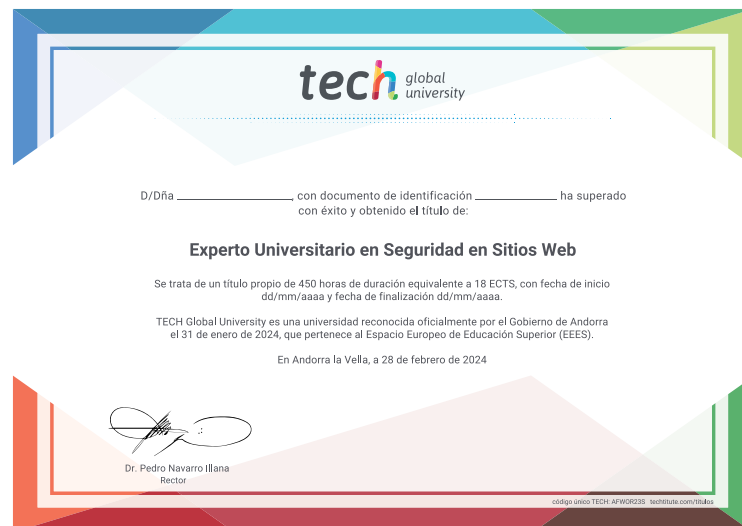 tech global university
D/Dña ____________________, con documento de identificación ______________ ha superado
con éxito y obtenido el título de:
Experto Universitario en Seguridad en Sitios Web
Se trata de un título propio de 450 horas de duración equivalente a 18 ECTS, con fecha de inicio
dd/mm/aaaa y fecha de finalización dd/mm/aaaa.
TECH Global University es una universidad reconocida oficialmente por el Gobierno de Andorra
el 31 de enero de 2024, que pertenece al Espacio Europeo de Educación Superior (EEES).
En Andorra la Vella, a 28 de febrero de 2024
Dr. Pedro Navarro Illana
Rector
código único TECH: AFWOR23S techtitute.com/titulos